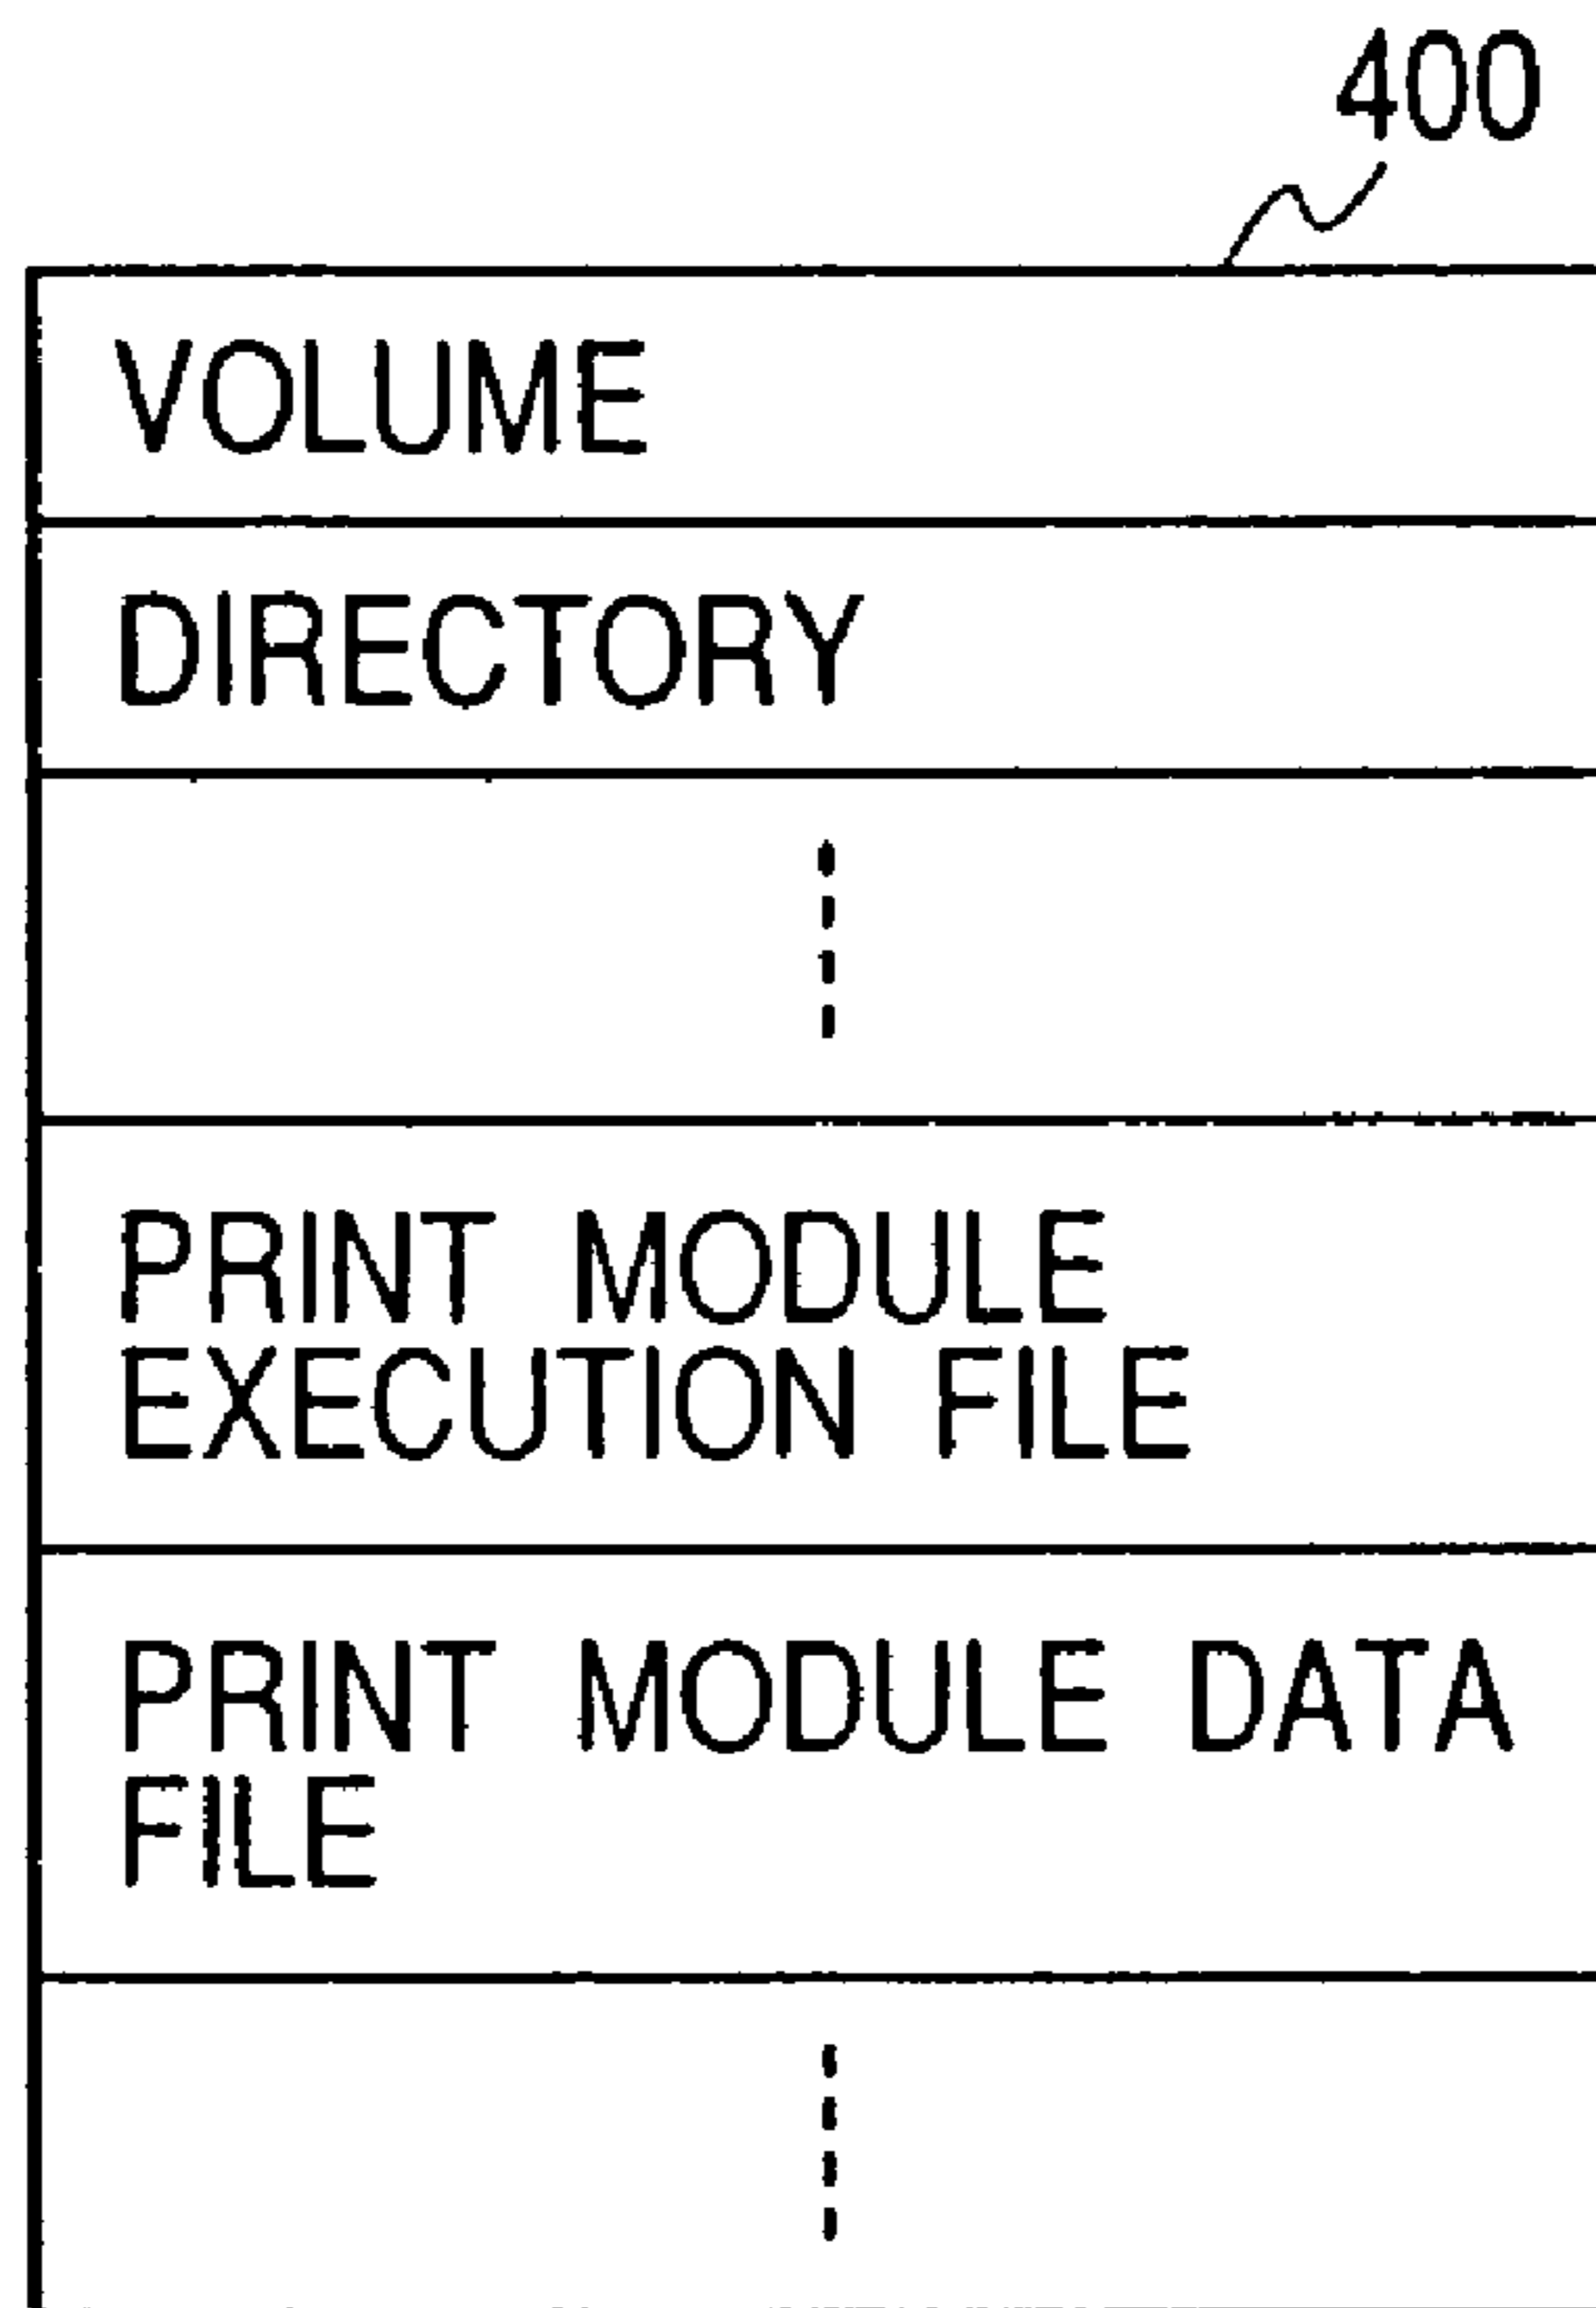 400
VOLUME
DIRECTORY
PRINT MODULE
EXECUTION FILE
PRINT MODULE DATA
FILE